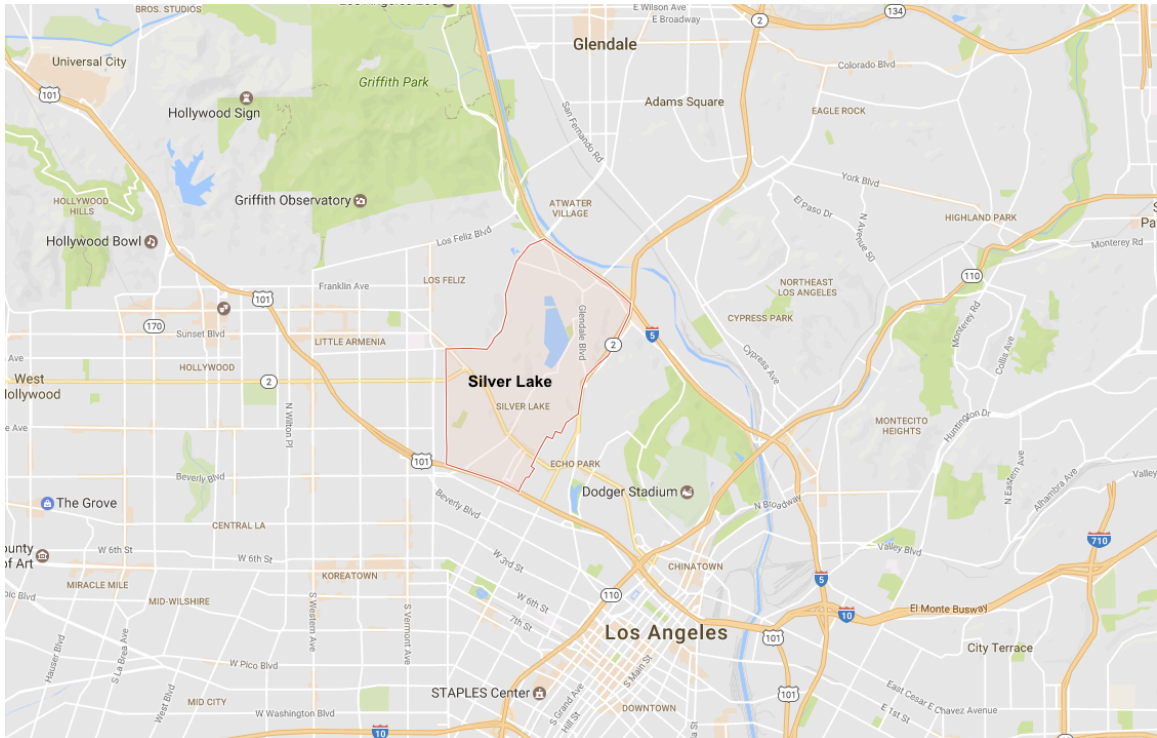 BROS. STUDIOS
Los Angeles Zoo
E Wilson Ave
E Broadway
2
134
Glendale
Universal City
Colorado Blvd
Griffith Park
101
Hollywood Sign
San Fernando Rd
Adams Square
EAGLE ROCK
York Blvd
HOLLYWOOD
HILLS
Griffith Observatory
ATWATER
VILLAGE
El Paso Dr
N Avenue 50
HIGHLAND PARK
Hollywood Bowl
Los Feliz Blvd
Monterey Rd
110
LOS FELIZ
Franklin Ave
101
NORTHEAST
LOS ANGELES
Glendale Blvd
CYPRESS PARK
Monterey Rd
170
Sunset Blvd
LITTLE ARMENIA
5
2
Cypress Ave
Collis Ave
HOLLYWOOD
West
Hollywood
2
Silver Lake
SILVER LAKE
N Wilton Pl
Huntington Dr
MONTECITO
HEIGHTS
101
ECHO PARK
Beverly Blvd
Beverly Blvd
Dodger Stadium
N Broadway
N Eastern Ave
Alhambra Ave
Valley
The Grove
CENTRAL LA
W 6th St
W 6th St
W 3rd St
710
Valley Blvd
County
of Art
MIRACLE MILE
MID-WILSHIRE
KOREATOWN
CHINATOWN
5
110
W 6th St
7th St
10
El Monte Busway
S Western Ave
S Vermont Ave
Los Angeles
101
City Terrace
Hauser Blvd
S La Brea Ave
W Pico Blvd
S Main St
STAPLES Center
101
West Blvd
MID CITY
W Washington Blvd
S Grand Ave
Hill St
DOWNTOWN
East Cesar E Chavez Avenue
E 1st St
10